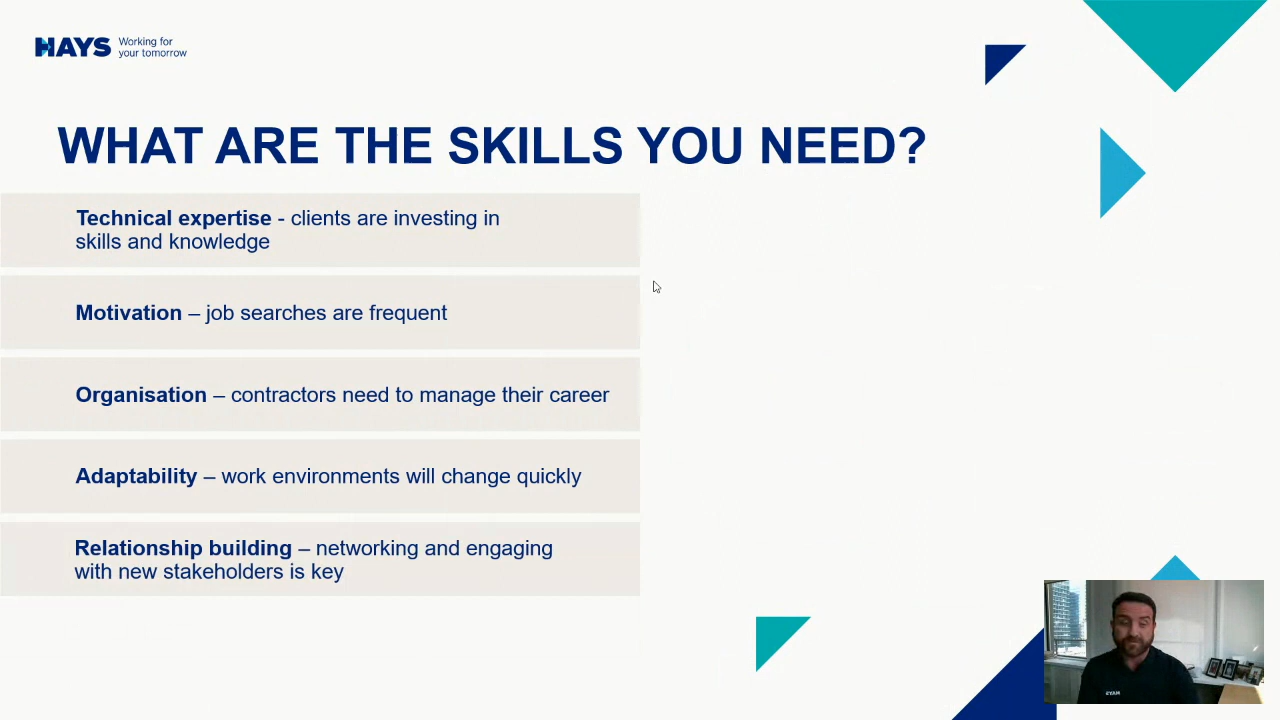 HAYS Working for
your tomorrow
WHAT ARE THE SKILLS YOU NEED?
Technical expertise - clients are investing in
skills and knowledge
Motivation – job searches are frequent
Organisation – contractors need to manage their career
Adaptability – work environments will change quickly
Relationship building – networking and engaging
with new stakeholders is key
HAYS